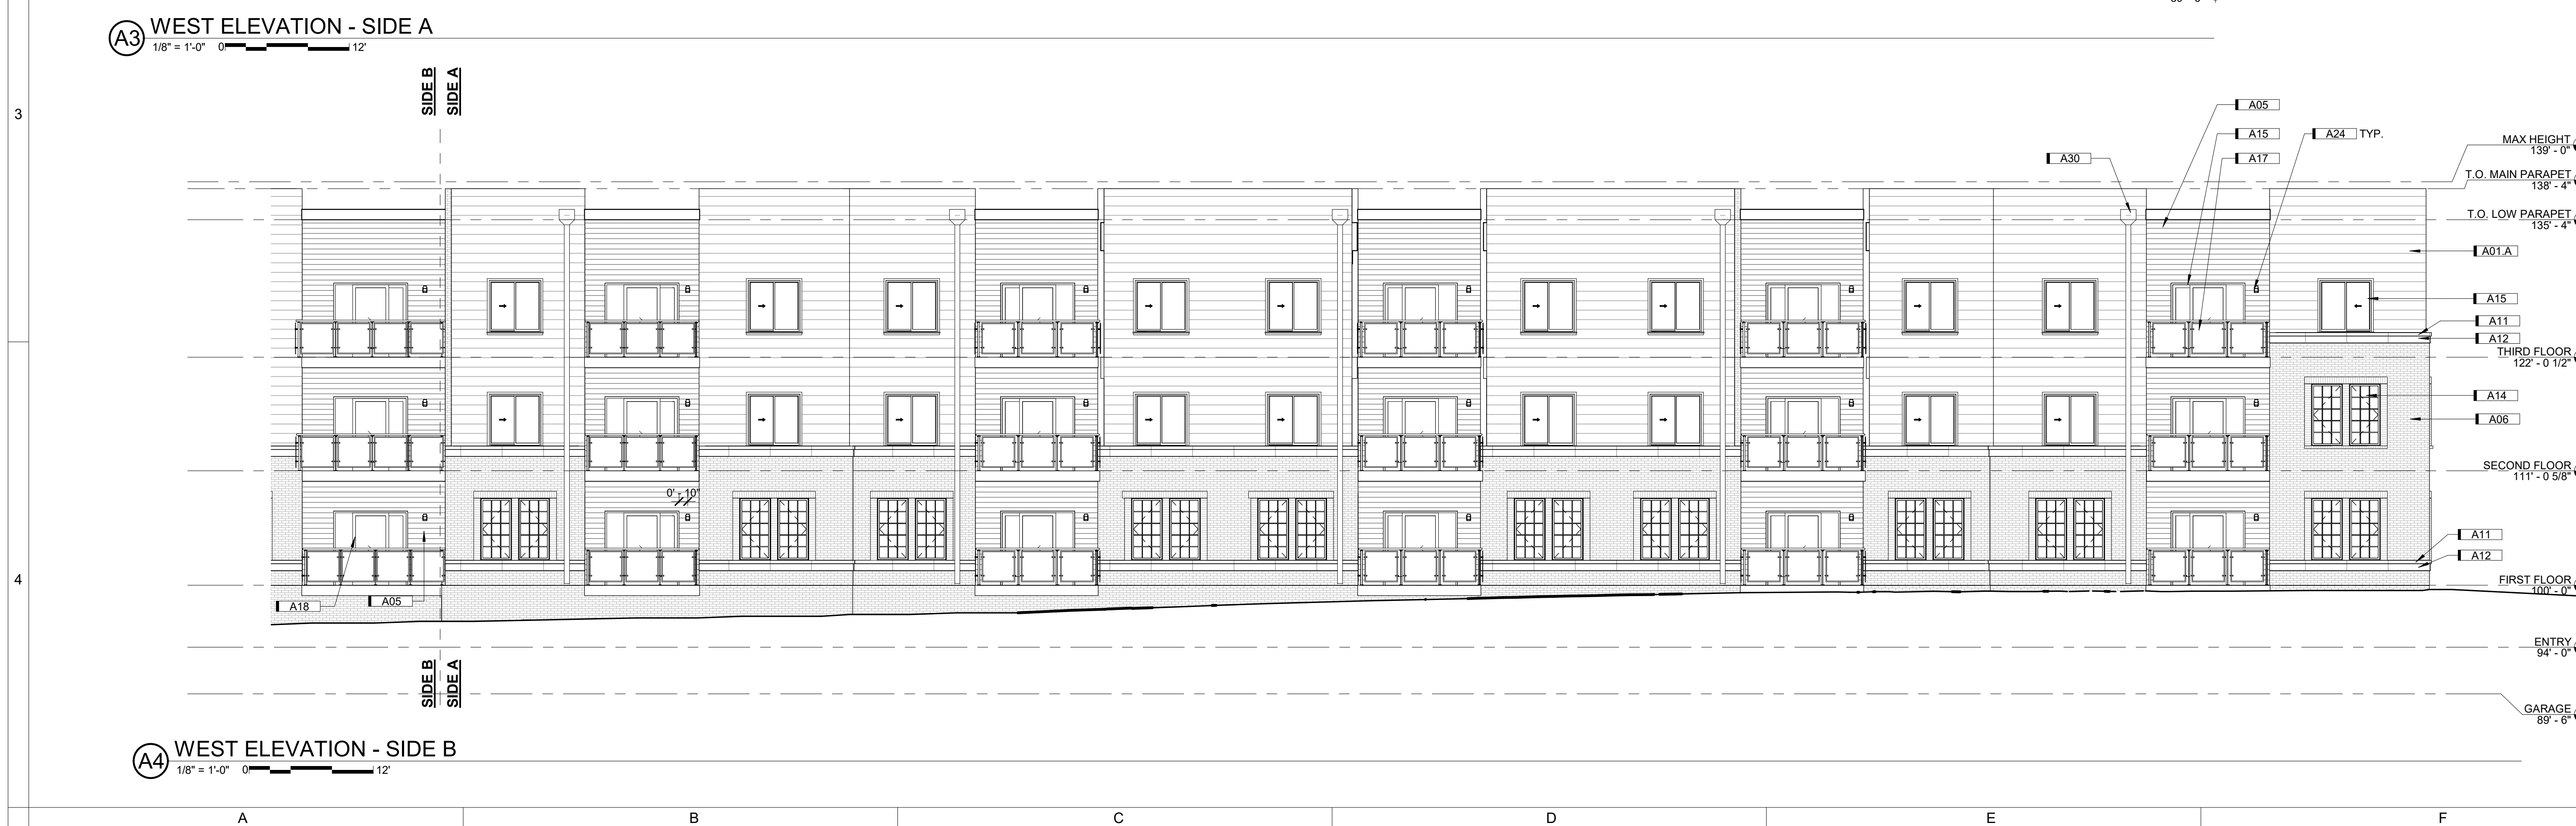 A3
WEST ELEVATION - SIDE A
1/8" = 1'-0" 0 12'
SIDE B
SIDE A
3
A05
A15
A24 TYP.
A30
A17
MAX HEIGHT
139' - 0"
T.O. MAIN PARAPET
138' - 4"
T.O. LOW PARAPET
135' - 4"
A01.A
A15
A11
A12
THIRD FLOOR
122' - 0 1/2"
A14
A06
SECOND FLOOR
111' - 0 5/8"
0' - 10"
A11
A12
4
FIRST FLOOR
100' - 0"
A18
A05
ENTRY
94' - 0"
SIDE B
SIDE A
GARAGE
89' - 6"
A4
WEST ELEVATION - SIDE B
1/8" = 1'-0" 0 12'
A B C D E F